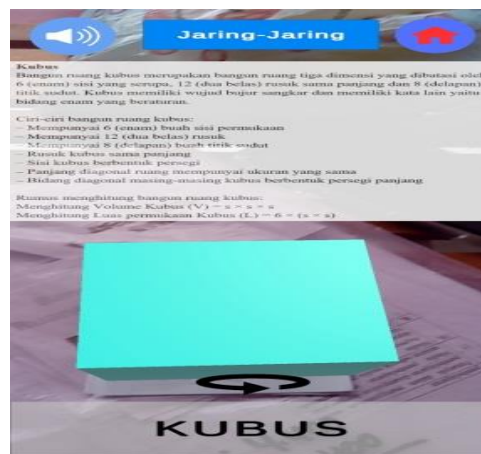 Jaring-Jaring
Kubus
Bangun ruang kubus merupakan bangun ruang tiga dimensi yang dibatasi oleh
6 (enam) sisi yang serupa, 12 (dua belas) rusuk sama panjang dan 8 (delapan)
titik sudut. Kubus memiliki wujud bujur sangkar dan memiliki kata lain yaitu
bidang enam yang beraturan.
Ciri-ciri bangun ruang kubus:
– Mempunyai 6 (enam) buah sisi permukaan
– Mempunyai 12 (dua belas) rusuk
– Mempunyai 8 (delapan) buah titik sudut
– Rusuk kubus sama panjang
– Sisi kubus berbentuk persegi
– Panjang diagonal ruang mempunyai ukuran yang sama
– Bidang diagonal masing-masing kubus berbentuk persegi panjang
Rumus menghitung bangun ruang kubus:
Menghitung Volume Kubus (V) = s × s × s
Menghitung Luas permukaan Kubus (L) = 6 × (s × s)
KUBUS